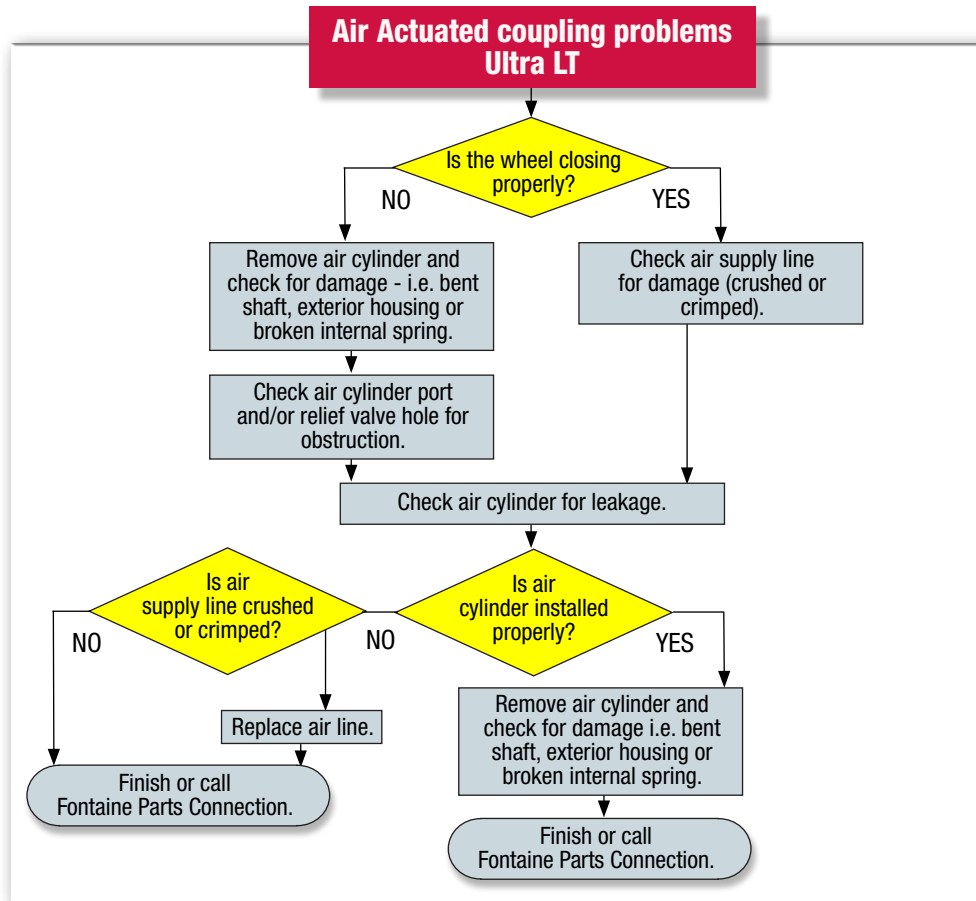 Air Actuated coupling problems
Ultra LT
Is the wheel closing
properly?
NO
YES
Remove air cylinder and
check for damage - i.e. bent
shaft, exterior housing or
broken internal spring.
Check air supply line
for damage (crushed or
crimped).
Check air cylinder port
and/or relief valve hole for
obstruction.
Check air cylinder for leakage.
Is air
supply line crushed
or crimped?
Is air
cylinder installed
properly?
NO
NO
YES
Replace air line.
Remove air cylinder and
check for damage i.e. bent
shaft, exterior housing or
broken internal spring.
Finish or call
Fontaine Parts Connection.
Finish or call
Fontaine Parts Connection.